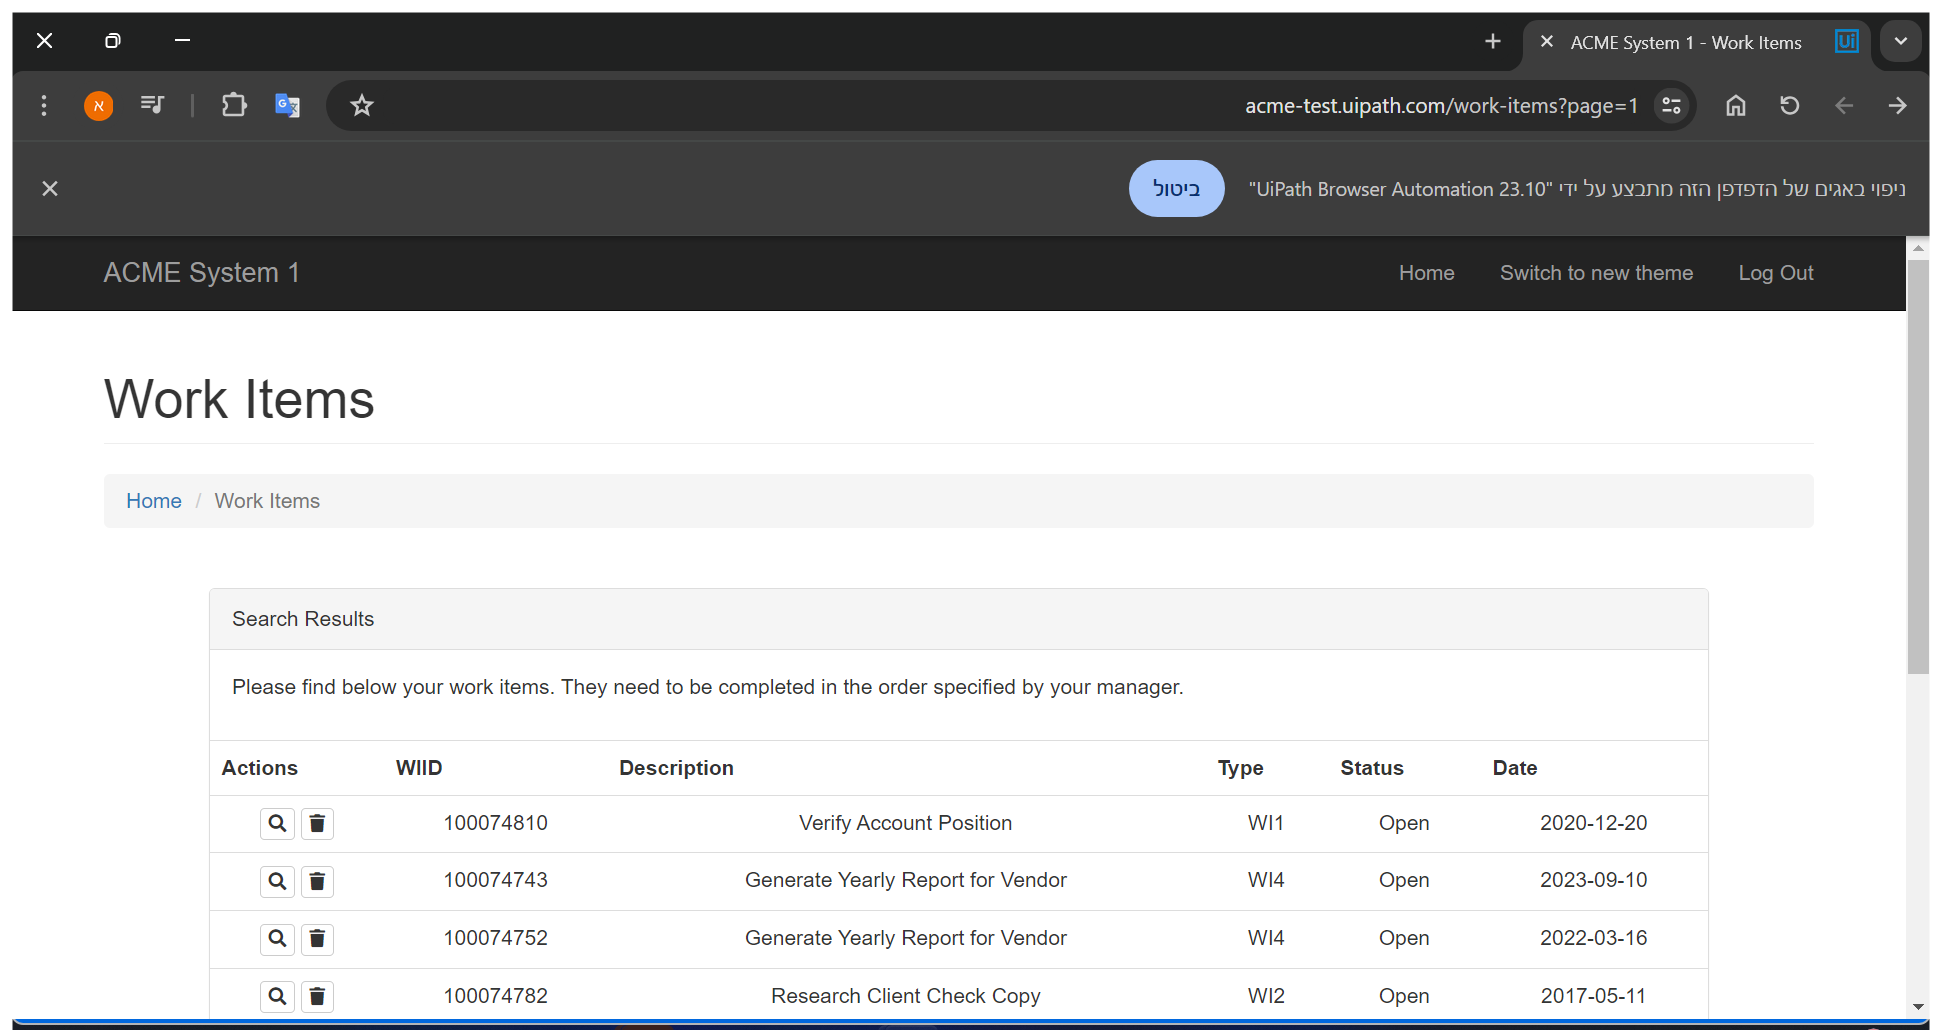 ACME System 1 - Work Items
Ui
acme-test.uipath.com/work-items?page=1
א
G
ניפוי באגים של הדפדפן הזה מתבצע על ידי "UiPath Browser Automation 23.10"
ביטול
ACME System 1
Home
Switch to new theme
Log Out
Work Items
Home / Work Items
Search Results
Please find below your work items. They need to be completed in the order specified by your manager.
Actions WIID Description Type Status Date
100074810 Verify Account Position WI1 Open 2020-12-20
100074743 Generate Yearly Report for Vendor WI4 Open 2023-09-10
100074752 Generate Yearly Report for Vendor WI4 Open 2022-03-16
100074782 Research Client Check Copy WI2 Open 2017-05-11